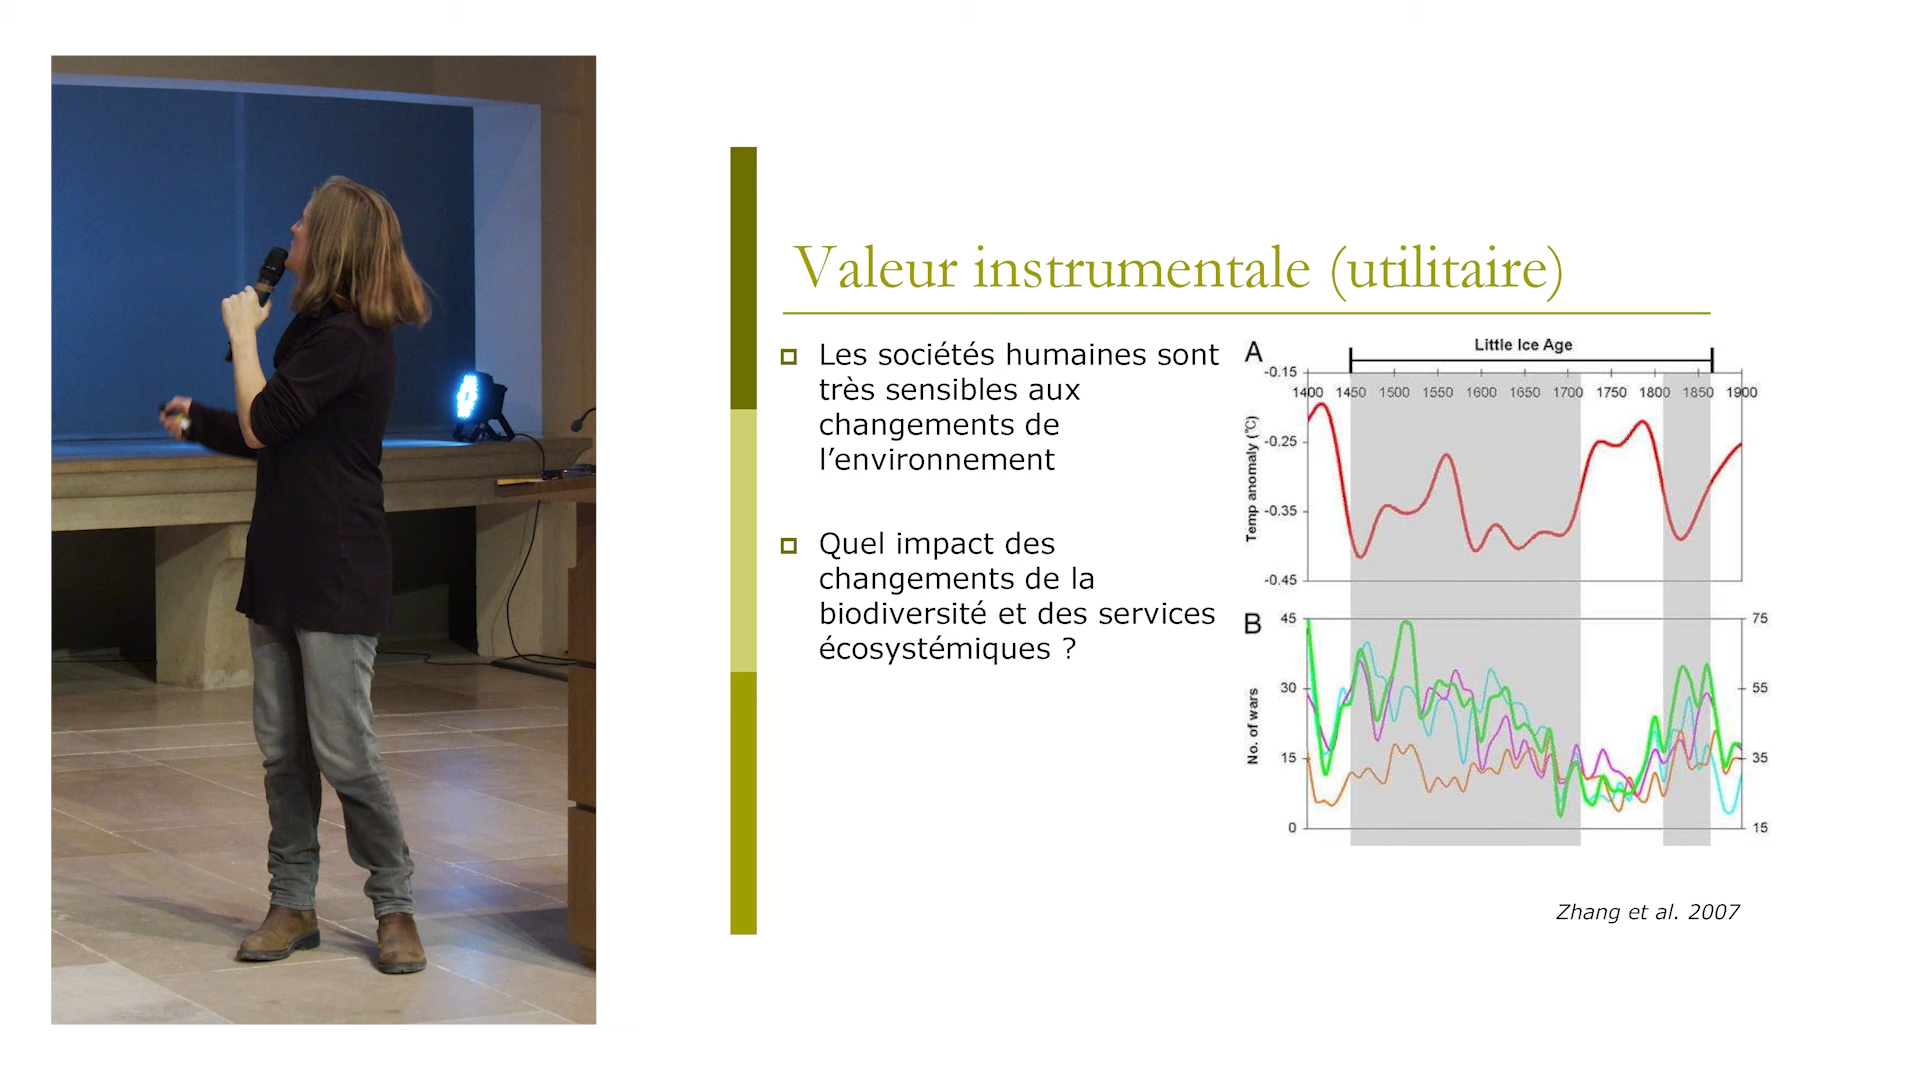 Valeur instrumentale (utilitaire)
Les sociétés humaines sont
très sensibles aux
changements de
l’environnement
Quel impact des
changements de la
biodiversité et des services
écosystémiques ?
A
Little Ice Age
-0.15
1400 1450 1500 1550 1600 1650 1700 1750 1800 1850 1900
Temp anomaly (℃)
-0.25
-0.35
-0.45
B
45 75
No. of wars
30 55
15 35
0 15
Zhang et al. 2007